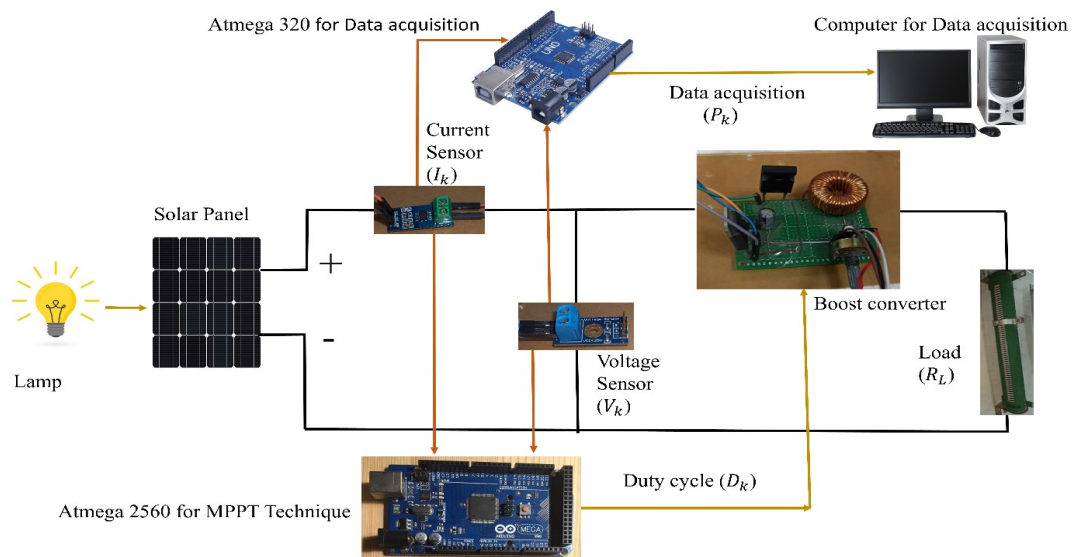 Atmega 320 for Data acquisition
Computer for Data acquisition
UNO
Data acquisition
(P_k)
Current
Sensor
(I_k)
Solar Panel
+
-
Boost converter
Voltage
Sensor
(V_k)
Load
(R_L)
Lamp
Duty cycle (D_k)
Atmega 2560 for MPPT Technique
MEGA
ARDUINO